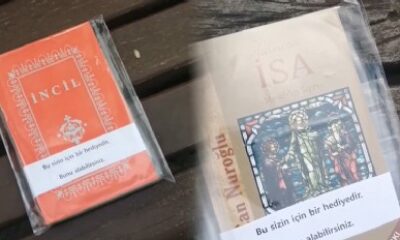 İNCİL
Bu sizin için bir hediyedir.
Bunu alabilirsiniz.
İSA
Nuroğlu
Bu sizin için bir hediyedir.
alabilirsiniz.